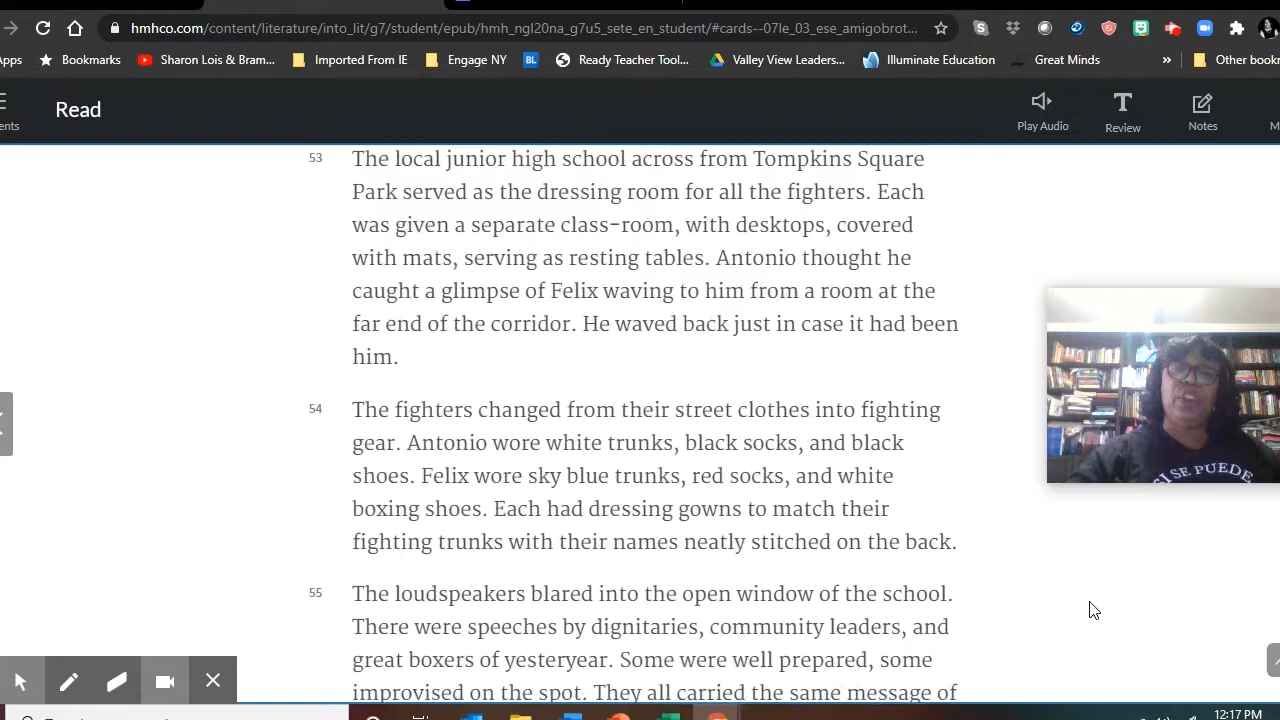 hmhco.com/content/literature/into_lit/g7/student/epub/hmh_ngl20na_g7u5_sete_en_student/#cards--07le_03_ese_amigobrot...
Apps Bookmarks Sharon Lois & Bram... Imported From IE Engage NY BL Ready Teacher Tool... Valley View Leaders... Illuminate Education Great Minds » Other bookr
ents Read Play Audio Review Notes M
53 The local junior high school across from Tompkins Square
Park served as the dressing room for all the fighters. Each
was given a separate class-room, with desktops, covered
with mats, serving as resting tables. Antonio thought he
caught a glimpse of Felix waving to him from a room at the
far end of the corridor. He waved back just in case it had been
him.
54 The fighters changed from their street clothes into fighting
gear. Antonio wore white trunks, black socks, and black
shoes. Felix wore sky blue trunks, red socks, and white
boxing shoes. Each had dressing gowns to match their
fighting trunks with their names neatly stitched on the back.
SI SE PUEDE
55 The loudspeakers blared into the open window of the school.
There were speeches by dignitaries, community leaders, and
great boxers of yesteryear. Some were well prepared, some
improvised on the spot. They all carried the same message of
12:17 PM